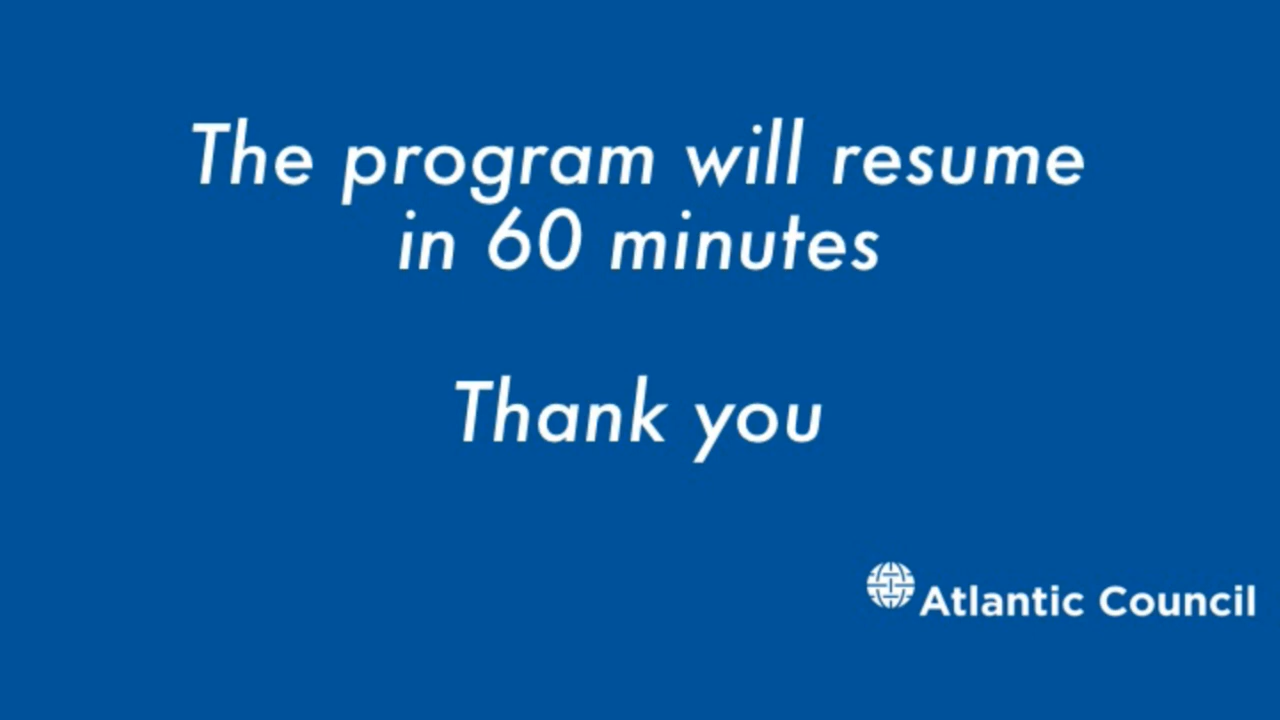 The program will resume
in 60 minutes
Thank you
Atlantic Council